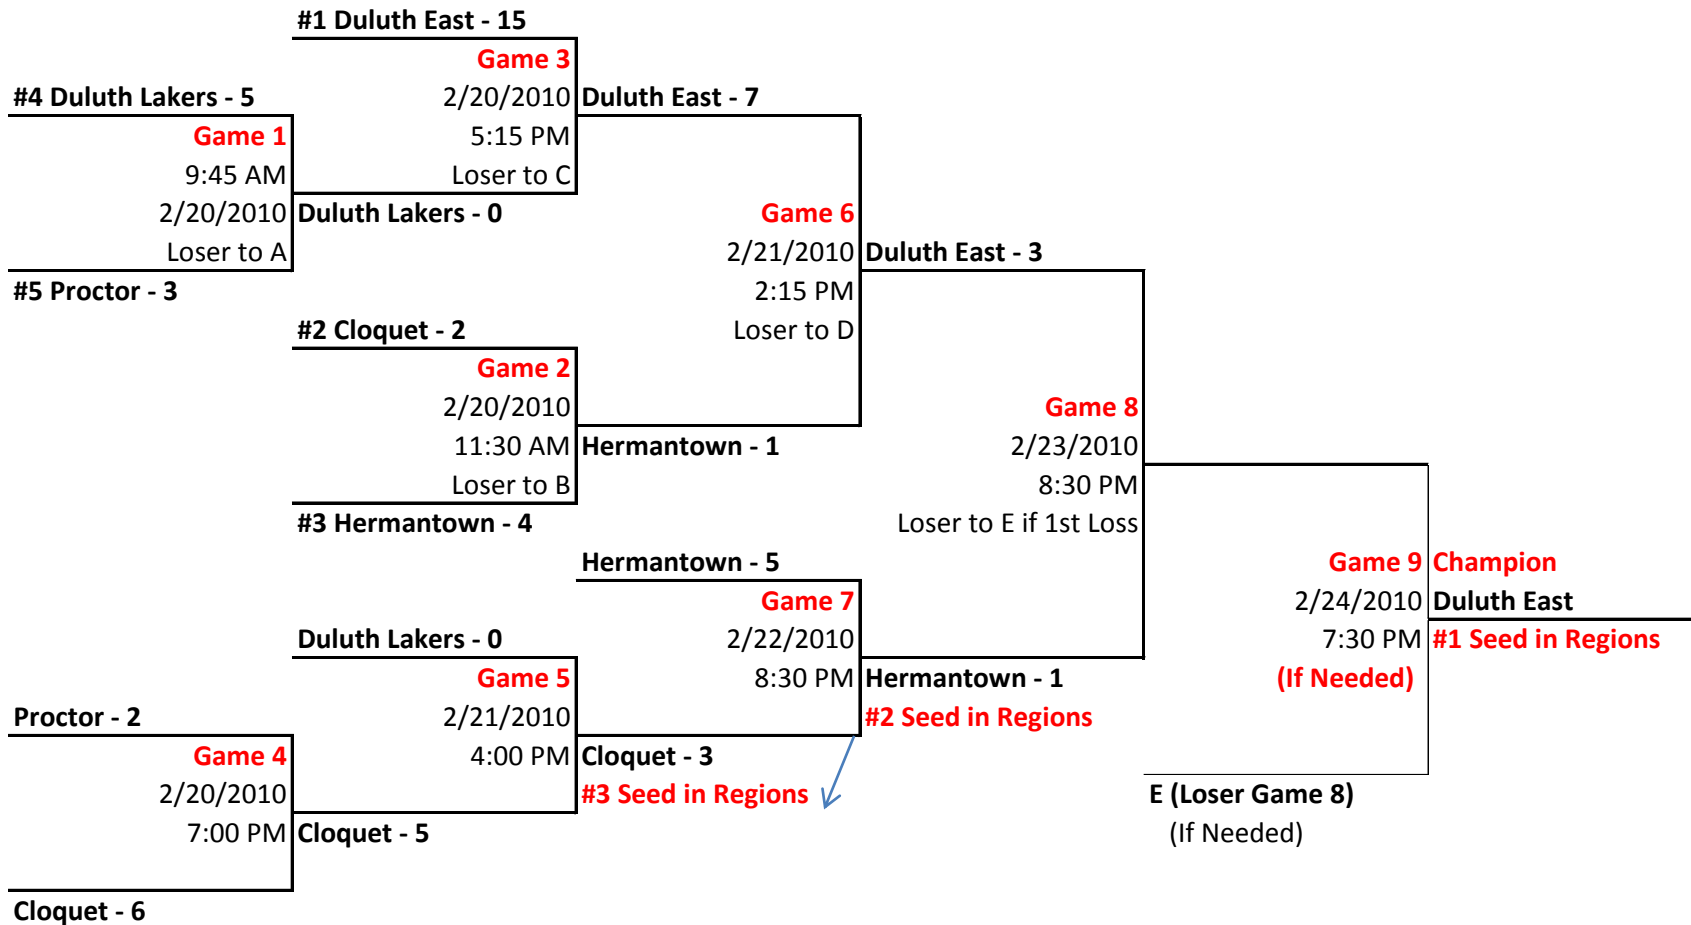 #1 Duluth East - 15
Game 3
#4 Duluth Lakers - 5
2/20/2010
Duluth East - 7
Game 1
5:15 PM
9:45 AM
Loser to C
2/20/2010
Duluth Lakers - 0
Game 6
Loser to A
2/21/2010
Duluth East - 3
#5 Proctor - 3
2:15 PM
#2 Cloquet - 2
Loser to D
Game 2
2/20/2010
Game 8
11:30 AM
Hermantown - 1
2/23/2010
Loser to B
8:30 PM
#3 Hermantown - 4
Loser to E if 1st Loss
Hermantown - 5
Game 9
Champion
Game 7
2/24/2010
Duluth East
Duluth Lakers - 0
2/22/2010
7:30 PM
#1 Seed in Regions
Game 5
8:30 PM
Hermantown - 1
(If Needed)
Proctor - 2
2/21/2010
#2 Seed in Regions
Game 4
4:00 PM
Cloquet - 3
2/20/2010
#3 Seed in Regions
E (Loser Game 8)
7:00 PM
Cloquet - 5
(If Needed)
Cloquet - 6